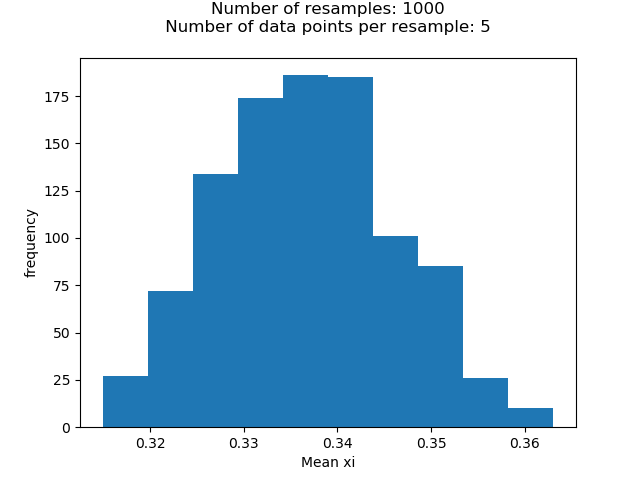 Number of resamples: 1000
Number of data points per resample: 5
175
150
125
100
75
50
25
0
frequency
0.32 0.33 0.34 0.35 0.36
Mean xi